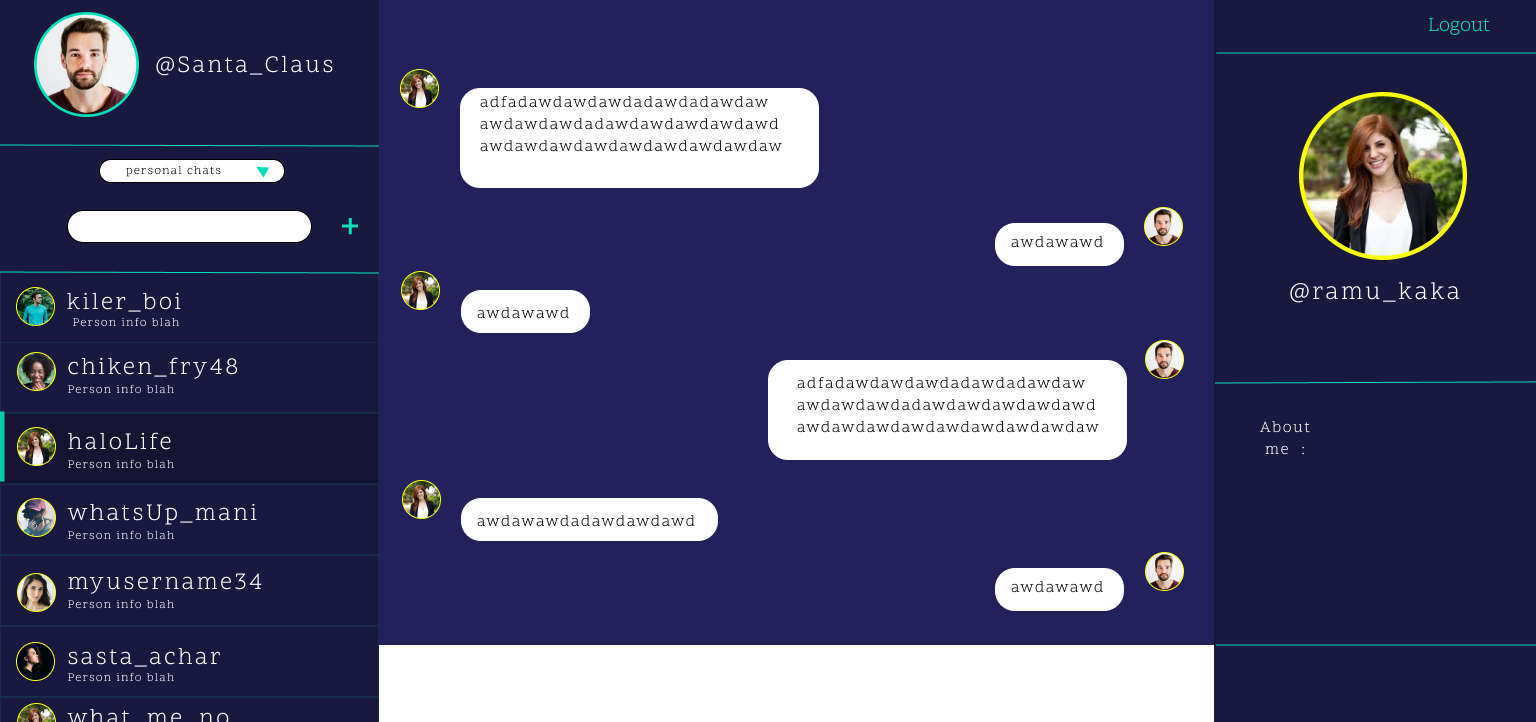 @Santa_Claus
personal chats
kiler_boi
Person info blah
chiken_fry48
Person info blah
haloLife
Person info blah
whatsUp_mani
Person info blah
myusername34
Person info blah
sasta_achar
Person info blah
what_me_no
adfadawdawdawdadawdadawdaw
awdawdawdadawdawdawdawdawd
awdawdawdawdawdawdawdawdaw
awdawawd
awdawawd
adfadawdawdawdadawdadawdaw
awdawdawdadawdawdawdawdawd
awdawdawdawdawdawdawdawdaw
awdawawdadawdawdawd
awdawawd
Logout
@ramu_kaka
About
me :